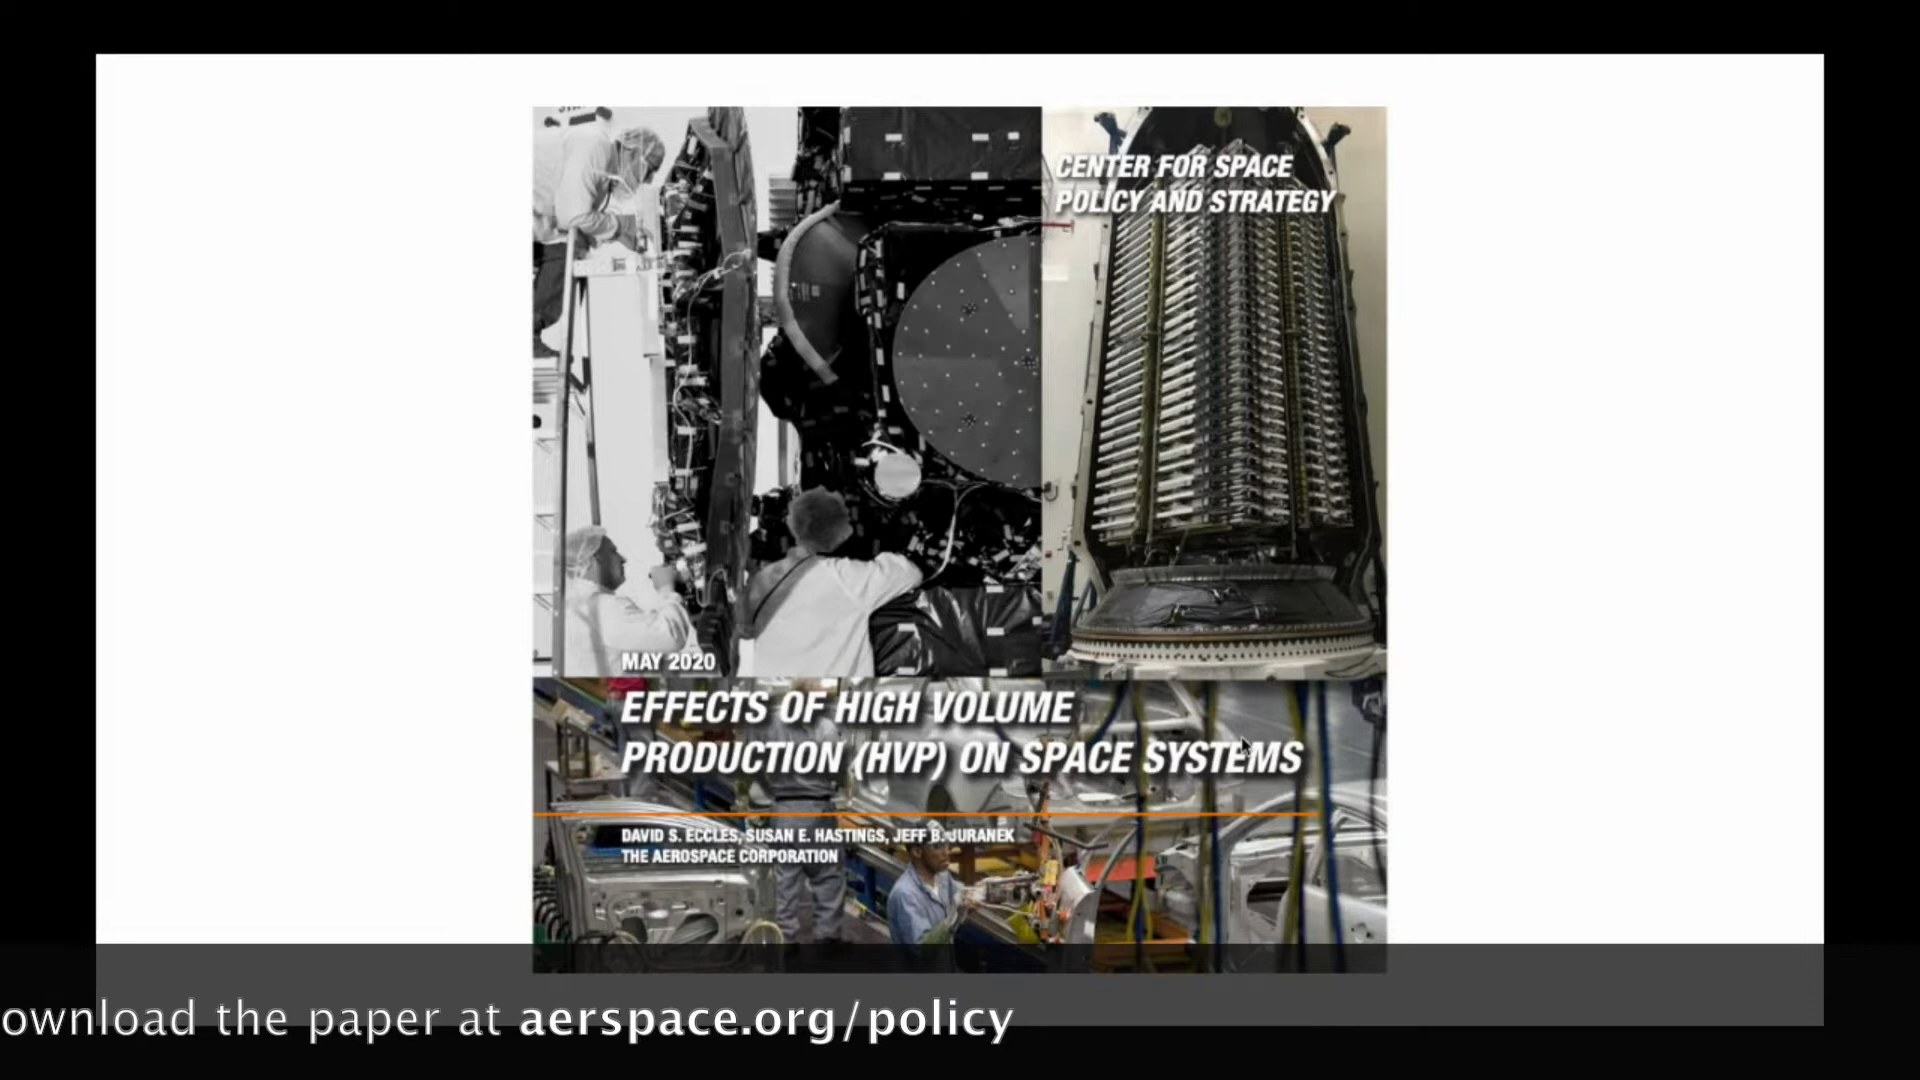 CENTER FOR SPACE
POLICY AND STRATEGY
MAY 2020
EFFECTS OF HIGH VOLUME
PRODUCTION (HVP) ON SPACE SYSTEMS
DAVID S. ECCLES, SUSAN E. HASTINGS, JEFF B. JURANEK
THE AEROSPACE CORPORATION
ownload the paper at aerspace.org/policy